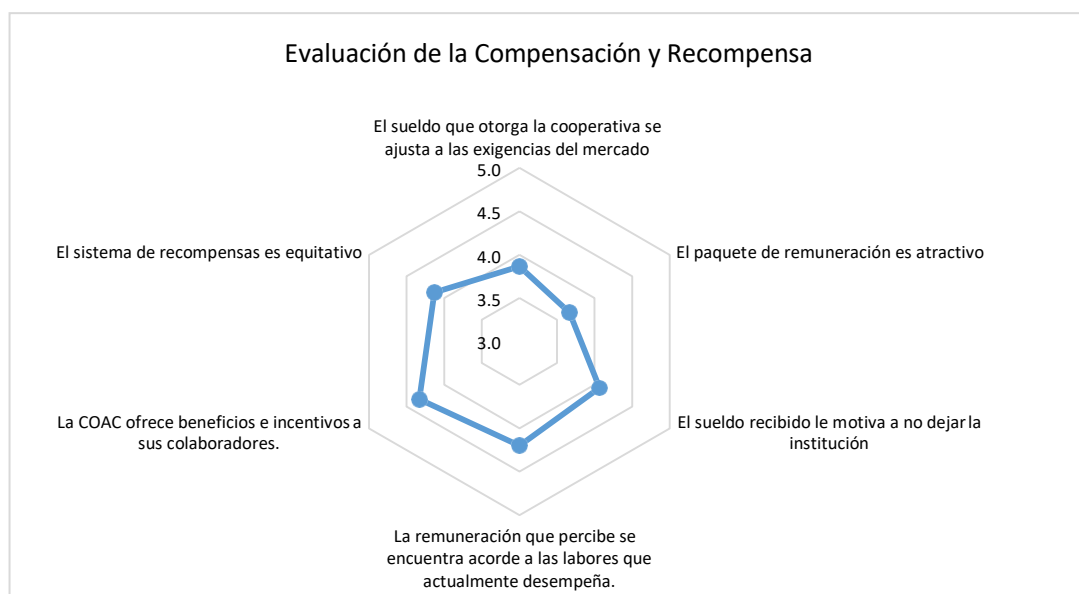 Evaluación de la Compensación y Recompensa
El sueldo que otorga la cooperativa se
ajusta a las exigencias del mercado
5.0
4.5
4.0
3.5
3.0
El sistema de recompensas es equitativo
El paquete de remuneración es atractivo
La COAC ofrece beneficios e incentivos a
sus colaboradores.
El sueldo recibido le motiva a no dejar la
institución
La remuneración que percibe se
encuentra acorde a las labores que
actualmente desempeña.